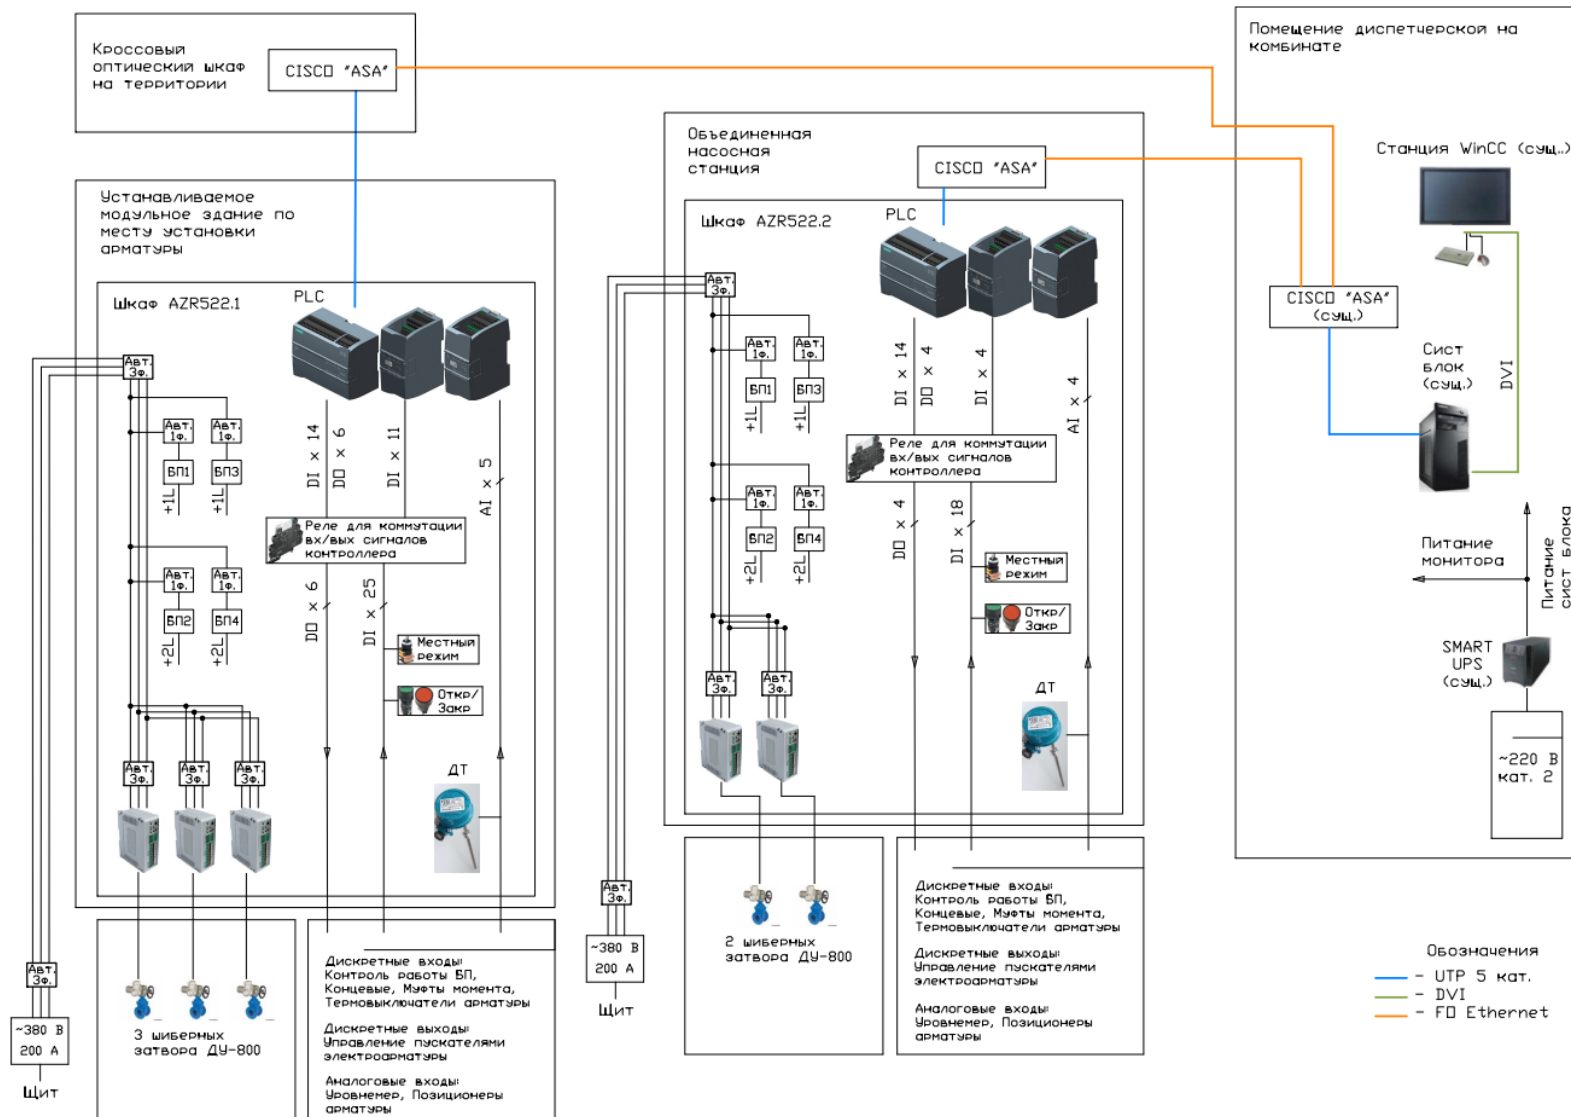 Кроссовый
оптический шкаф
на территории
CISCO "ASA"
Устанавливаемое
модульное здание по
месту установки
арматуры
Шкаф AZR522.1
PLC
Авт.
3ф.
Авт.
1ф.
Авт.
1ф.
БП1
БП3
+1L
+1L
Авт.
1ф.
Авт.
1ф.
БП2
БП4
+2L
+2L
DI x 14
DO x 6
DI x 11
AI x 5
Реле для коммутации
вх/вых сигналов
контроллера
DO x 6
DI x 25
Местный
режим
Откр/
Закр
ДТ
Авт.
3ф.
Авт.
3ф.
Авт.
3ф.
Авт.
3ф.
~380 В
200 А
Щит
3 шиберных
затвора ДУ-800
Дискретные входы:
Контроль работы БП,
Концевые, Муфты момента,
Термовыключатели арматуры
Дискретные выходы:
Управление пускателями
электроарматуры
Аналоговые входы:
Уровнемер, Позиционеры
арматуры
Объединенная
насосная
станция
CISCO "ASA"
Шкаф AZR522.2
PLC
Авт.
3ф.
Авт.
1ф.
Авт.
1ф.
БП1
БП3
+1L
+1L
Авт.
1ф.
Авт.
1ф.
БП2
БП4
+2L
+2L
DI x 14
DO x 4
DI x 4
AI x 4
Реле для коммутации
вх/вых сигналов
контроллера
DO x 4
DI x 18
Местный
режим
Откр/
Закр
ДТ
Авт.
3ф.
Авт.
3ф.
Авт.
3ф.
~380 В
200 А
Щит
2 шиберных
затвора ДУ-800
Дискретные входы:
Контроль работы БП,
Концевые, Муфты момента,
Термовыключатели арматуры
Дискретные выходы:
Управление пускателями
электроарматуры
Аналоговые входы:
Уровнемер, Позиционеры
арматуры
Помещение диспетчерской на
комбинате
Станция WinCC (сущ.)
CISCO "ASA"
(сущ.)
Сист
блок
(сущ.)
DVI
Питание
монитора
Питание
сист блока
SMART
UPS
(сущ.)
~220 В
кат. 2
Обозначения
- UTP 5 кат.
- DVI
- FO Ethernet